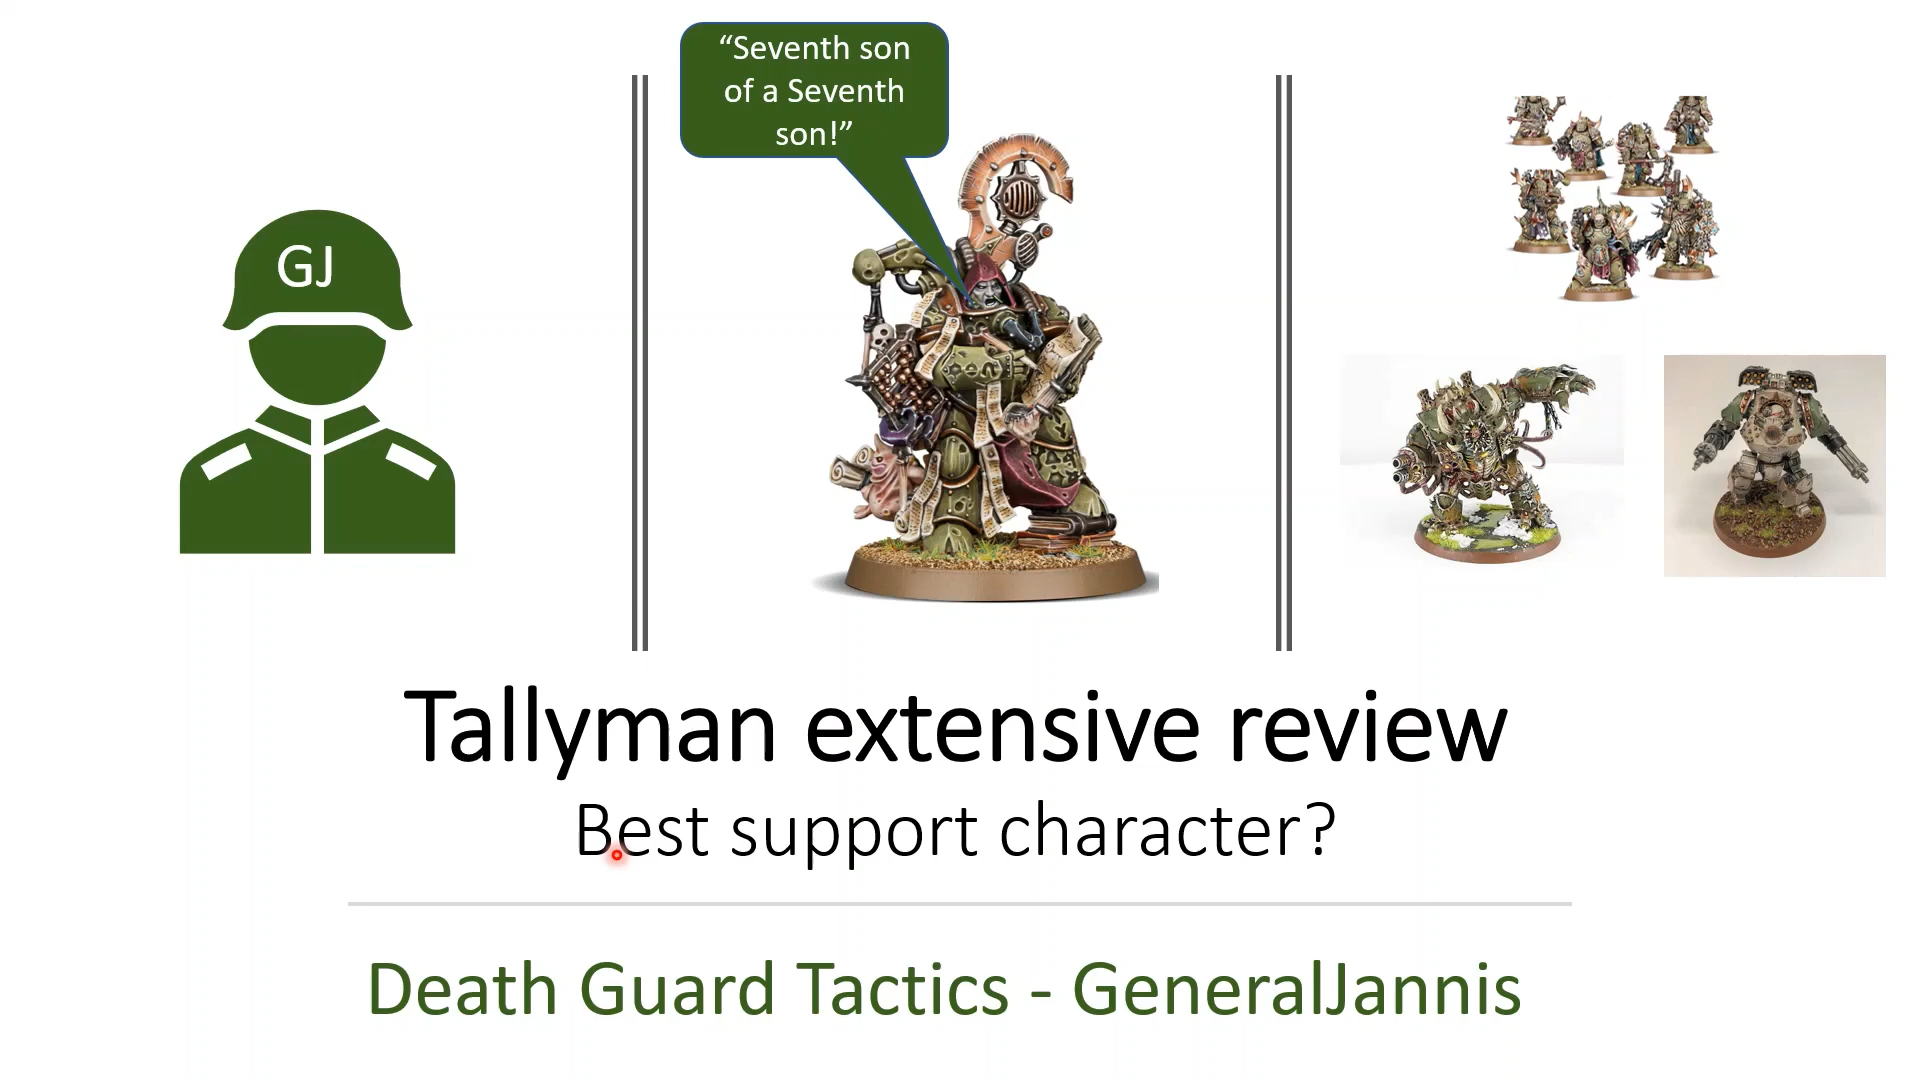 “Seventh son
of a Seventh
son!”
GJ
Tallyman extensive review
Best support character?
Death Guard Tactics - GeneralJannis